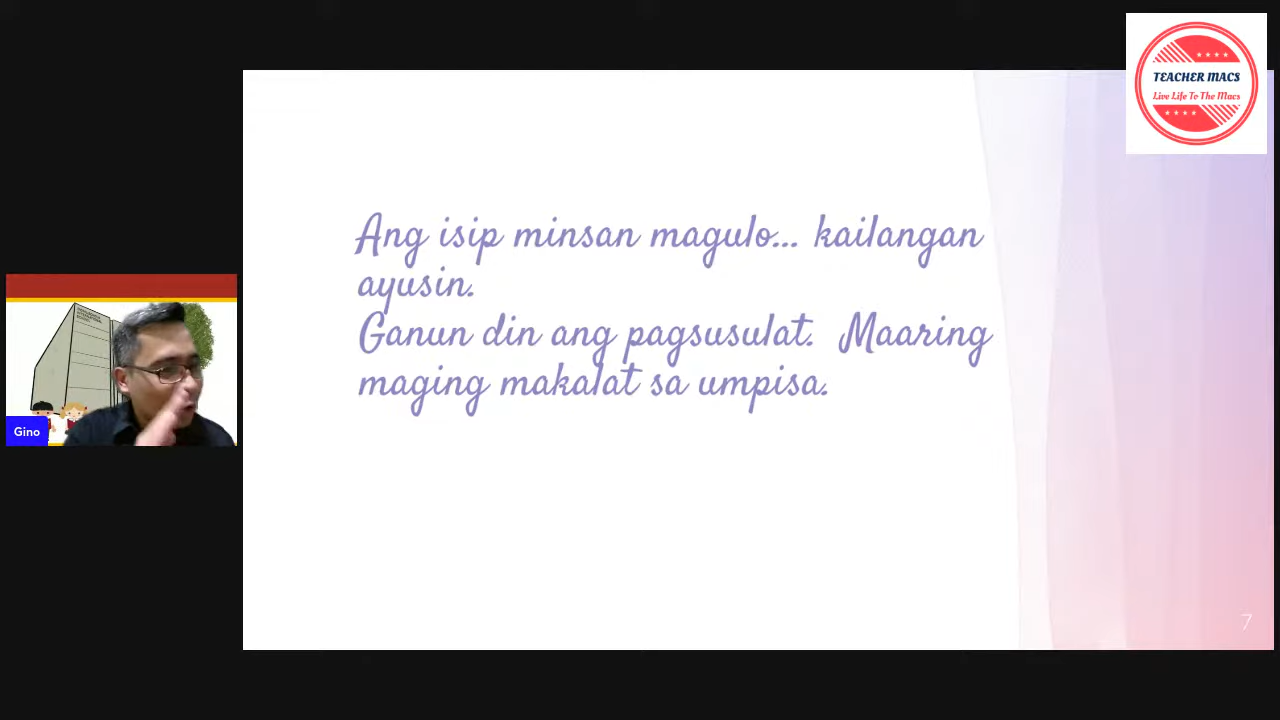 TEACHER MACS
Live Life To The Macs
Ang isip minsan magulo... kailangan
ayusin.
Ganun din ang pagsusulat. Maaring
maging makalat sa umpisa.
Gino
7